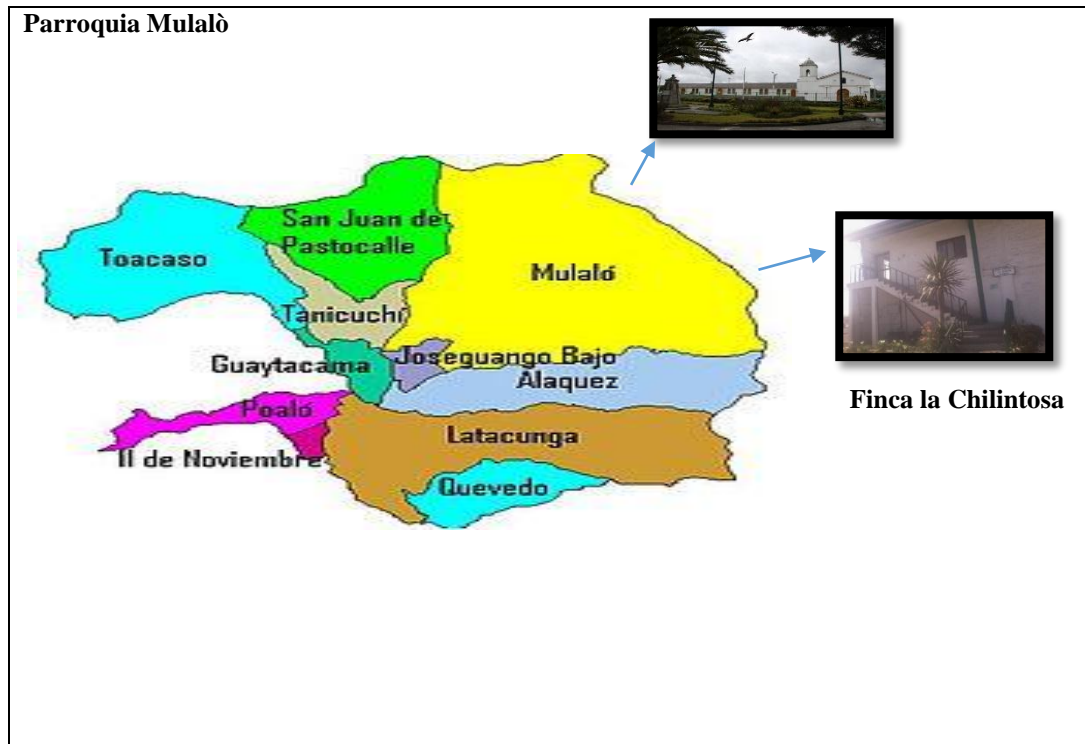 Parroquia Mulalò
San Juan de
Pastocalle
Toacaso
Mulaló
Tanicuchi
Joseguango Bajo
Guaytacama
Alaquez
Finca la Chilintosa
Poaló
Latacunga
II de Noviembre
Quevedo